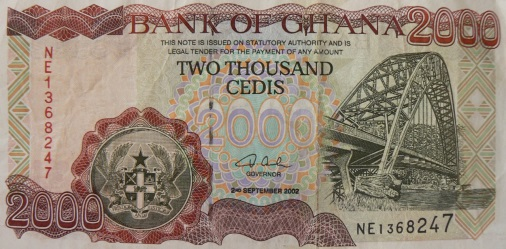 BANK OF GHANA
2000
THIS NOTE IS ISSUED ON STATUTORY AUTHORITY AND IS
LEGAL TENDER FOR THE PAYMENT OF ANY AMOUNT
TWO THOUSAND
CEDIS
NE1368247
2000
GOVERNOR
2ND SEPTEMBER 2002
2000
NE1368247